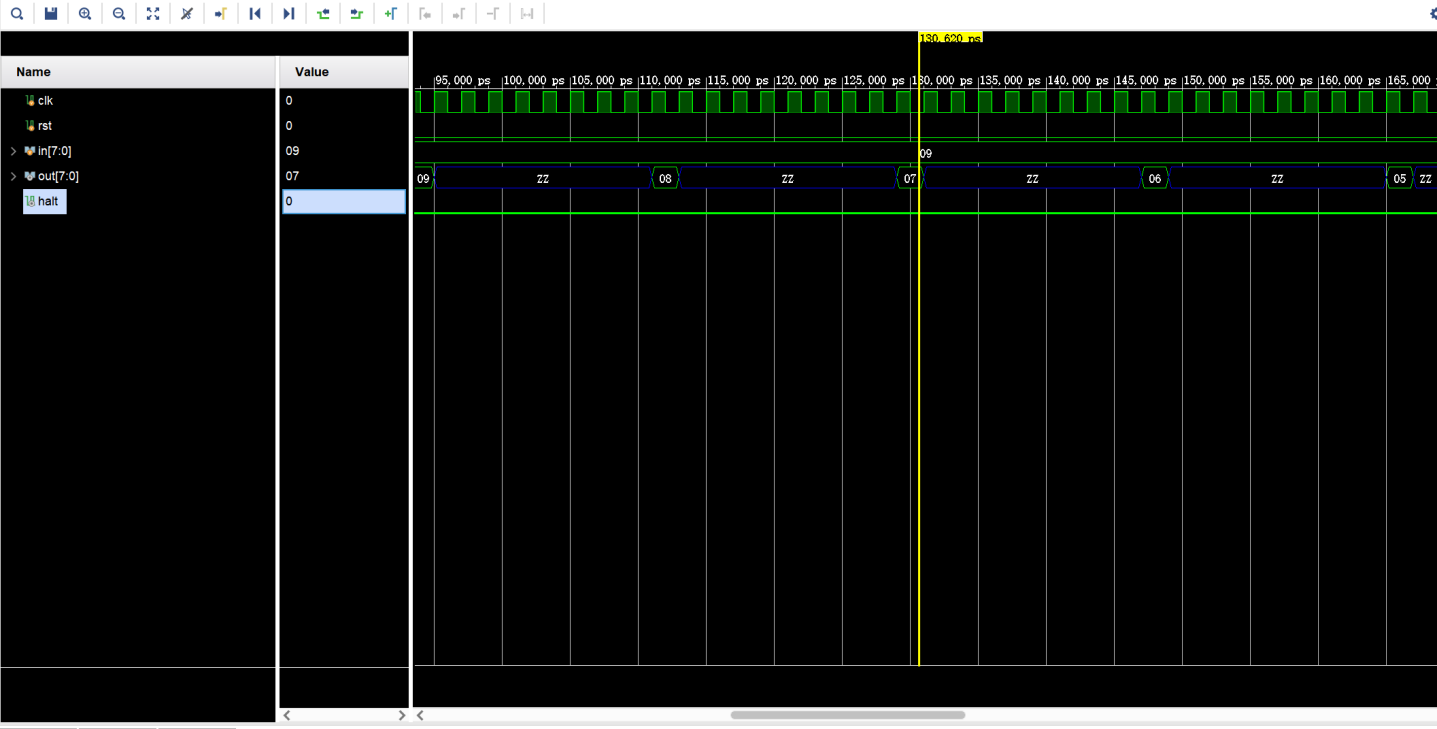 130,620 ps
Name Value
95,000 ps 100,000 ps 105,000 ps 110,000 ps 115,000 ps 120,000 ps 125,000 ps 130,000 ps 135,000 ps 140,000 ps 145,000 ps 150,000 ps 155,000 ps 160,000 ps 165,000
clk 0
rst 0
in[7:0] 09 09
out[7:0] 07 09 ZZ 08 ZZ 07 ZZ 06 ZZ 05 ZZ
halt 0